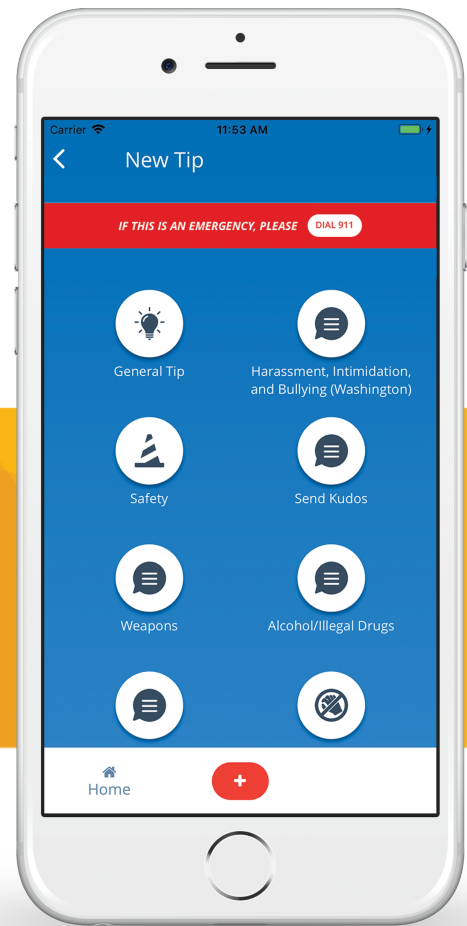 Carrier 11:53 AM
New Tip
IF THIS IS AN EMERGENCY, PLEASE DIAL 911
General Tip
Harassment, Intimidation,
and Bullying (Washington)
Safety
Send Kudos
Weapons
Alcohol/Illegal Drugs
Home
+